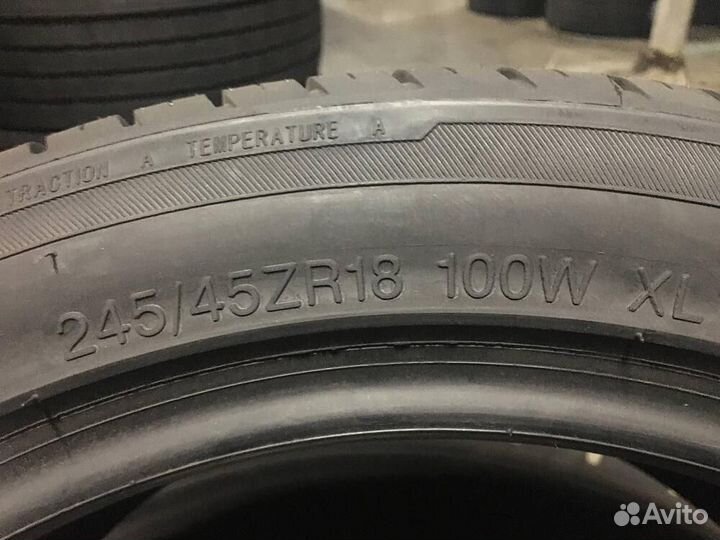 TRACTION A TEMPERATURE A
245/45ZR18 100W XL
Avito